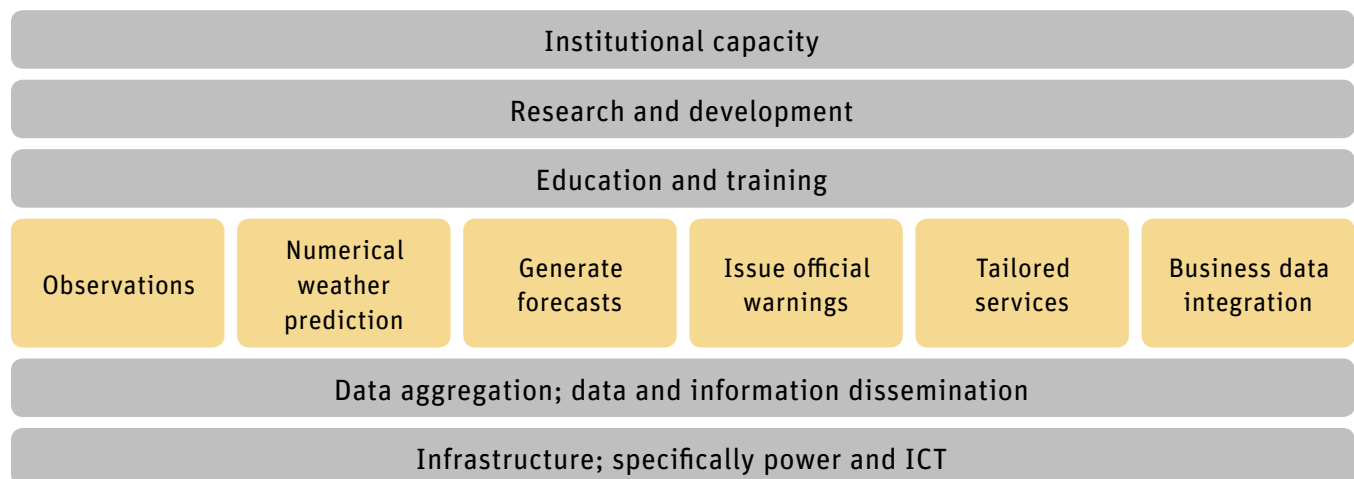 Institutional capacity
Research and development
Education and training
Observations
Numerical
weather
prediction
Generate
forecasts
Issue official
warnings
Tailored
services
Business data
integration
Data aggregation; data and information dissemination
Infrastructure; specifically power and ICT